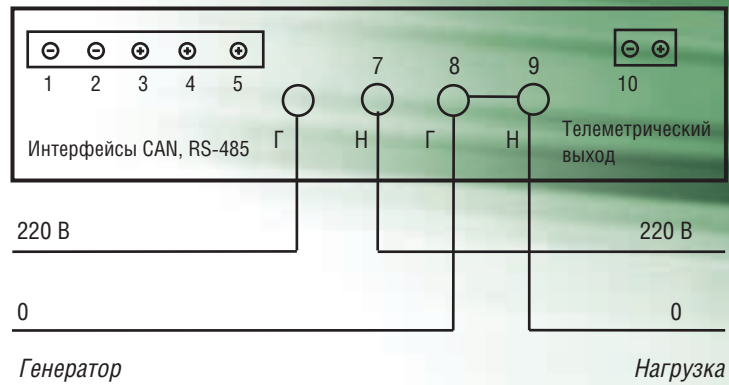 7 8 9
1 2 3 4 5 10
Г Н Г Н
Интерфейсы CAN, RS-485
Телеметрический
выход
220 В 220 В
0 0
Генератор Нагрузка